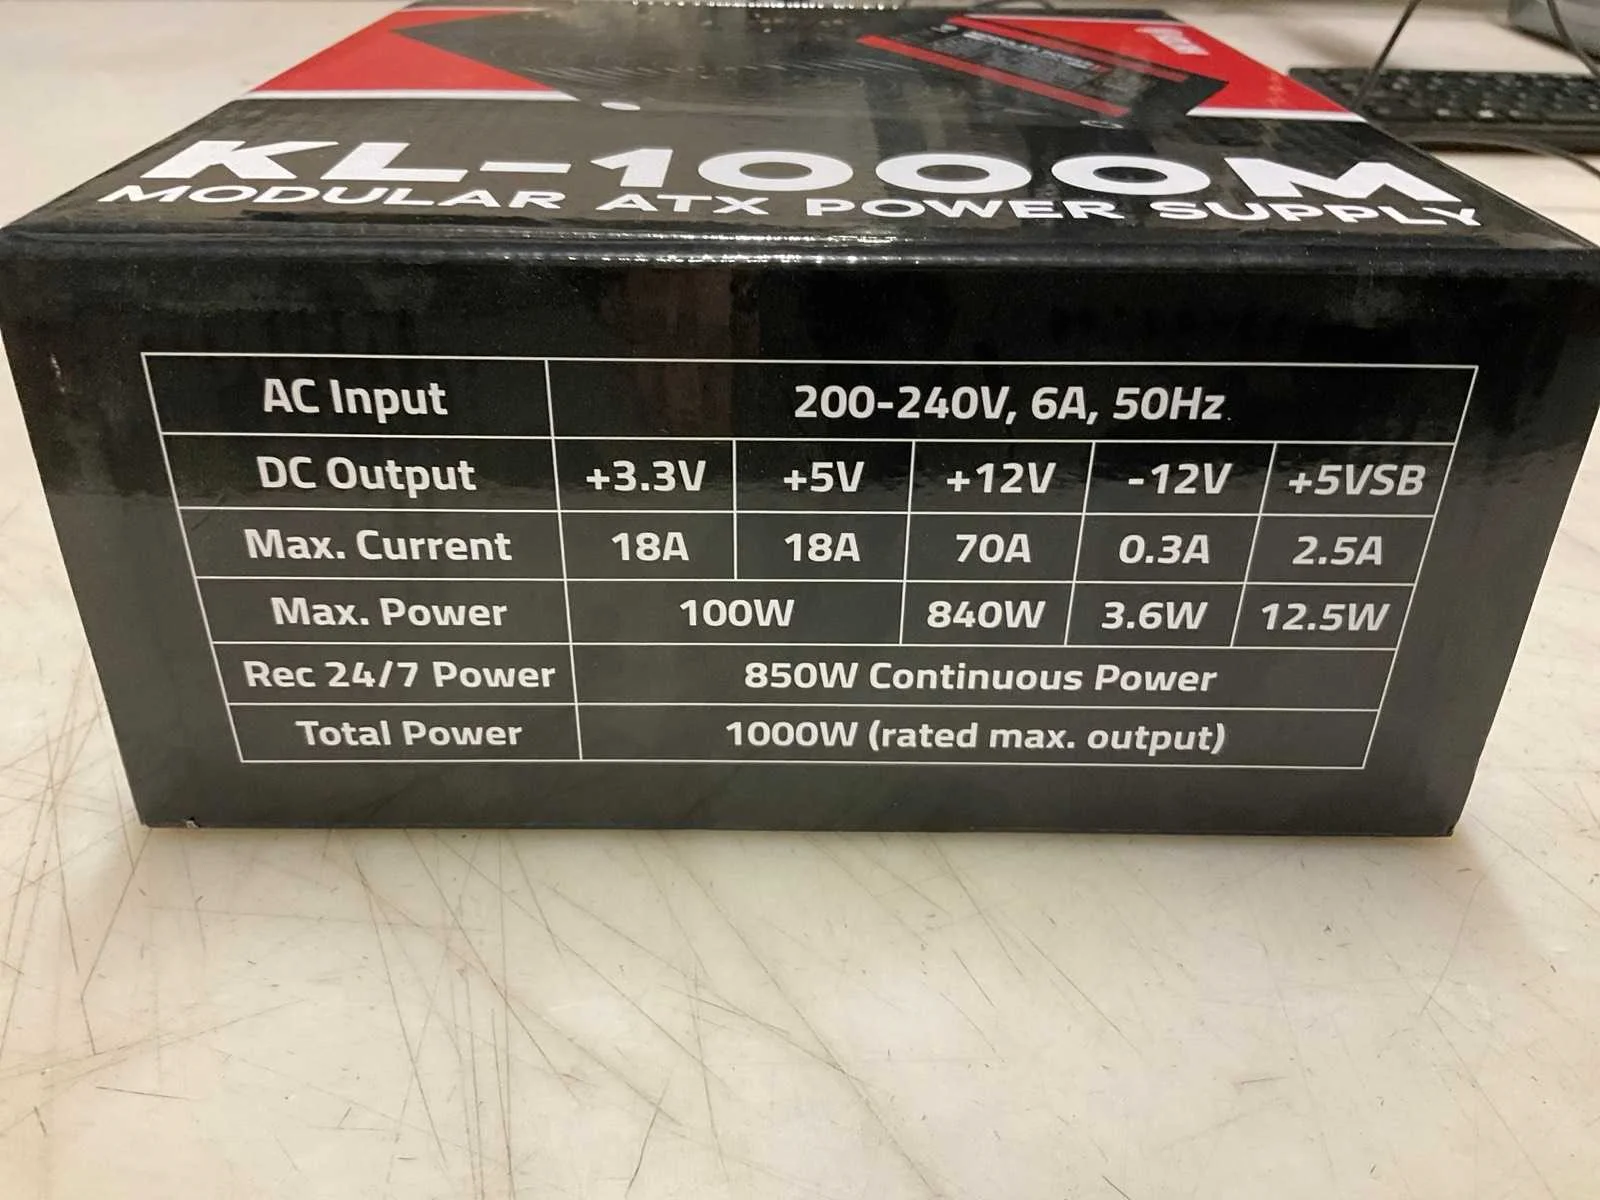 KL-1000M
MODULAR ATX POWER SUPPLY
AC Input 200-240V, 6A, 50Hz.
DC Output +3.3V +5V +12V -12V +5VSB
Max. Current 18A 18A 70A 0.3A 2.5A
Max. Power 100W 840W 3.6W 12.5W
Rec 24/7 Power 850W Continuous Power
Total Power 1000W (rated max. output)